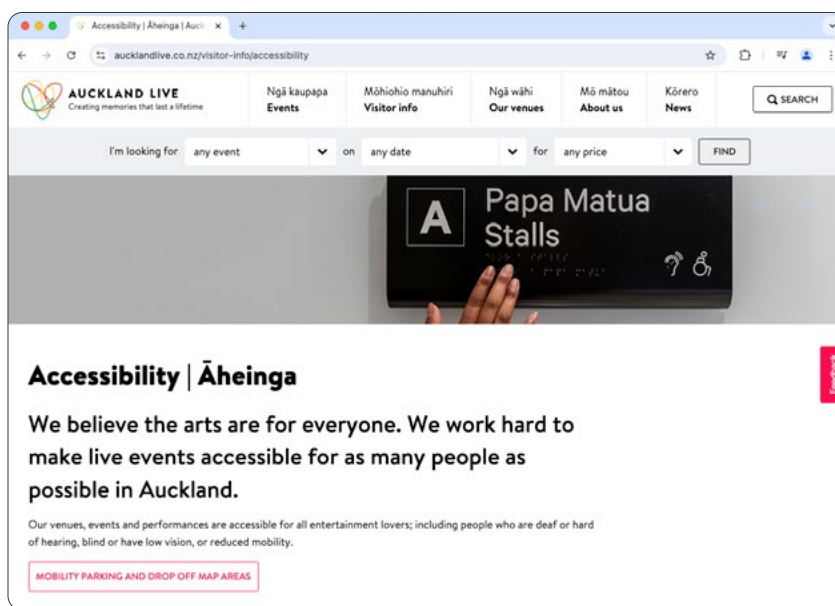 Accessibility | Āheinga | Auckl
aucklandlive.co.nz/visitor-info/accessibility
AUCKLAND LIVE
Creating memories that last a lifetime
Ngā kaupapa
Events
Mōhiohio manuhiri
Visitor info
Ngā wāhi
Our venues
Mō mātou
About us
Kōrero
News
SEARCH
I'm looking for any event on any date for any price FIND
A
Papa Matua
Stalls
Accessibility | Āheinga
Feedback
We believe the arts are for everyone. We work hard to
make live events accessible for as many people as
possible in Auckland.
Our venues, events and performances are accessible for all entertainment lovers; including people who are deaf or hard
of hearing, blind or have low vision, or reduced mobility.
MOBILITY PARKING AND DROP OFF MAP AREAS